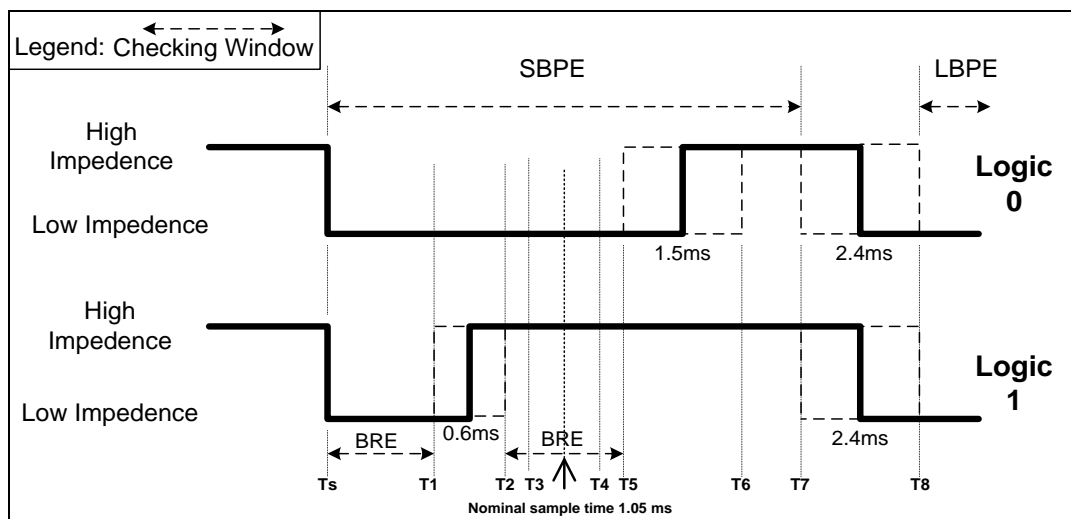 Legend: Checking Window
SBPE
LBPE
High
Impedence
Low Impedence
Logic
0
1.5ms
2.4ms
High
Impedence
Low Impedence
Logic
1
0.6ms
2.4ms
BRE
BRE
Ts
T1
T2
T3
T4
T5
T6
T7
T8
Nominal sample time 1.05 ms